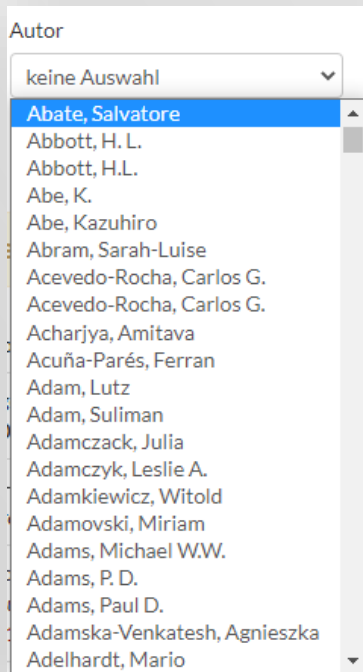 Autor
keine Auswahl
Abate, Salvatore
Abbott, H. L.
Abbott, H.L.
Abe, K.
Abe, Kazuhiro
Abram, Sarah-Luise
Acevedo-Rocha, Carlos G.
Acevedo-Rocha, Carlos G.
Acharjya, Amitava
Acuña-Parés, Ferran
Adam, Lutz
Adam, Suliman
Adamczack, Julia
Adamczyk, Leslie A.
Adamkiewicz, Witold
Adamovski, Miriam
Adams, Michael W.W.
Adams, P. D.
Adams, Paul D.
Adamska-Venkatesh, Agnieszka
Adelhardt, Mario